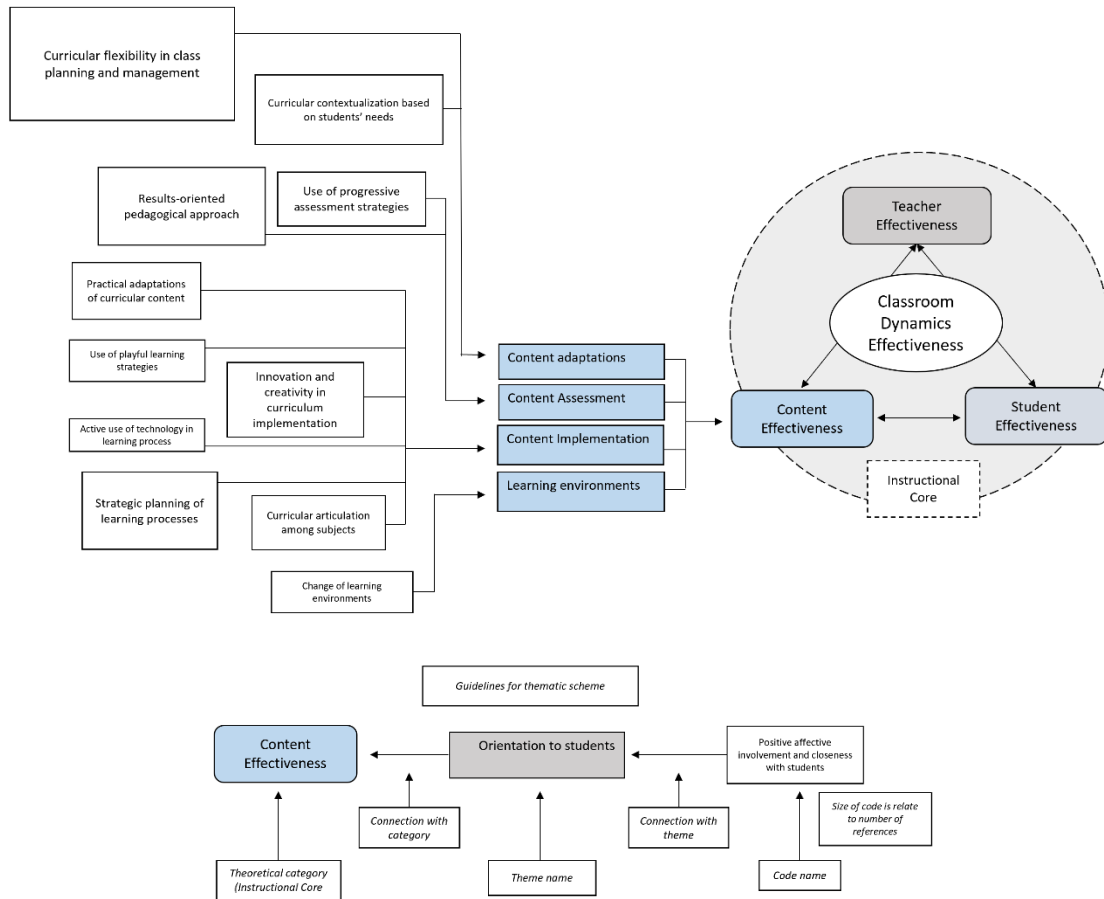 Curricular flexibility in class
planning and management
Curricular contextualization based
on students' needs
Results-oriented
pedagogical approach
Use of progressive
assessment strategies
Practical adaptations
of curricular content
Use of playful learning
strategies
Innovation and
creativity in
curriculum
implementation
Active use of technology in
learning process
Strategic planning of
learning processes
Curricular articulation
among subjects
Change of learning
environments
Content adaptations
Content Assessment
Content Implementation
Learning environments
Teacher
Effectiveness
Classroom
Dynamics
Effectiveness
Content
Effectiveness
Student
Effectiveness
Instructional
Core
Guidelines for thematic scheme
Content
Effectiveness
Orientation to students
Positive affective
involvement and closeness
with students
Connection with
category
Connection with
theme
Size of code is relate
to number of
references
Theoretical category
(Instructional Core
Theme name
Code name